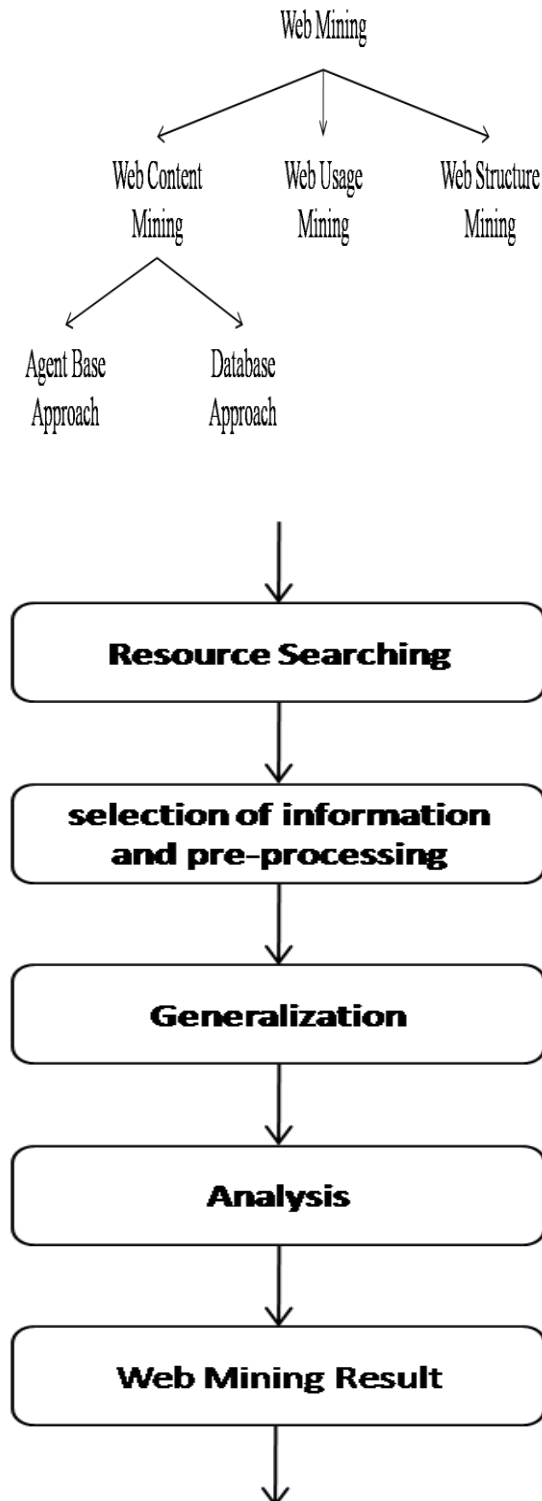 Web Mining
Web Content Web Usage Web Structure
Mining Mining Mining
Agent Base Database
Approach Approach
Resource Searching
selection of information
and pre-processing
Generalization
Analysis
Web Mining Result